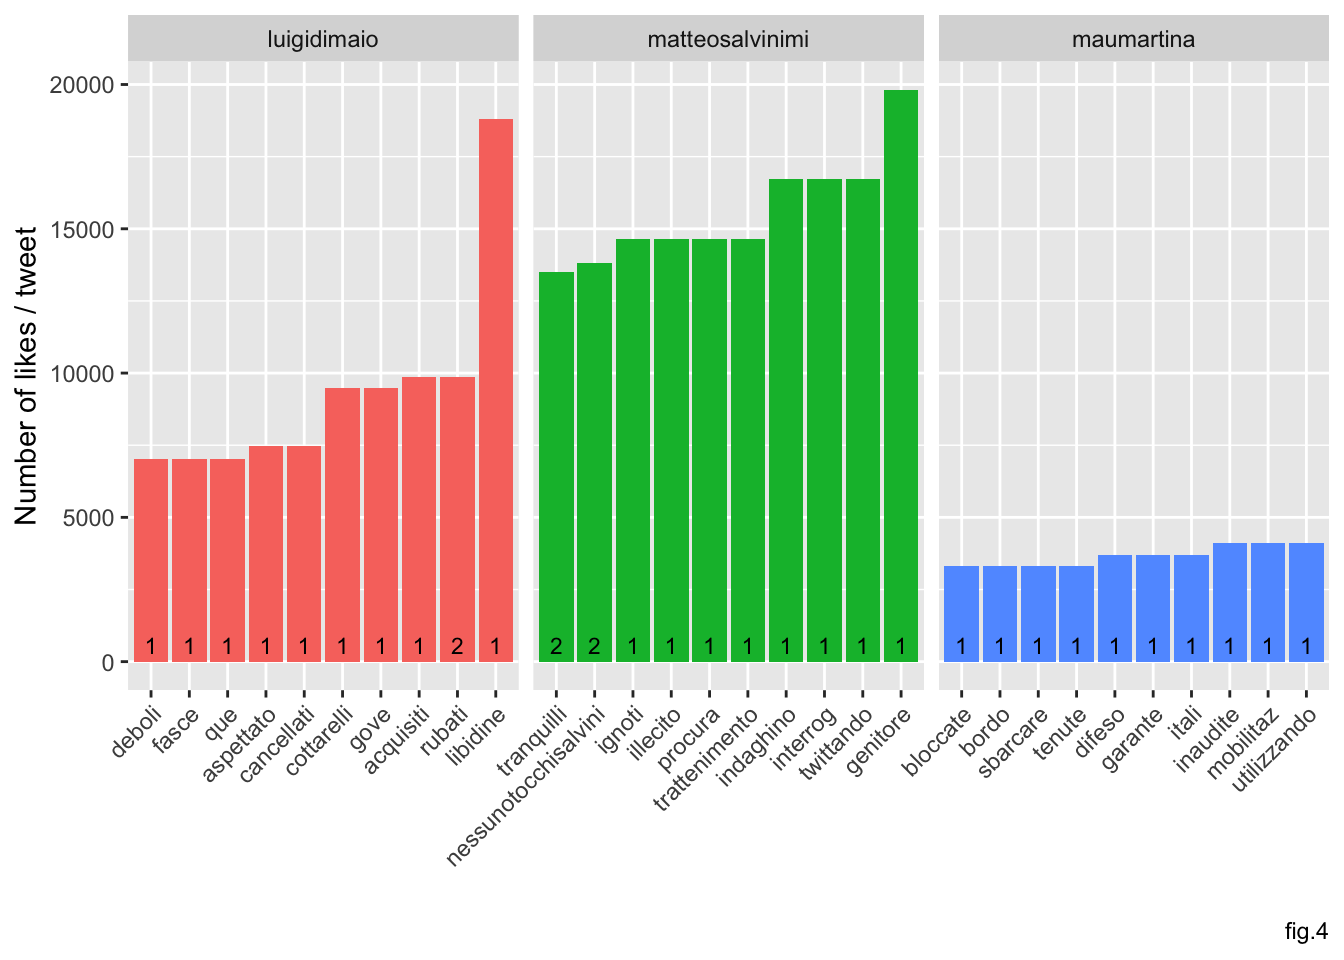 luigidimaio matteosalvinimi maumartina
Number of likes / tweet
20000
15000
10000
5000
0
1 1 1 1 1 1 1 1 2 1 2 2 1 1 1 1 1 1 1 1 1 1 1 1 1 1 1 1 1 1
deboli fasce que aspettato cancellati cottarelli gove acquisiti rubati libidine tranquilli nessunotocchisalvini ignoti illecito procura trattenimento indaghino interrog twittando genitore bloccate bordo sbarcare tenute difeso garante itali inaudite mobilitaz utilizzando
fig.4